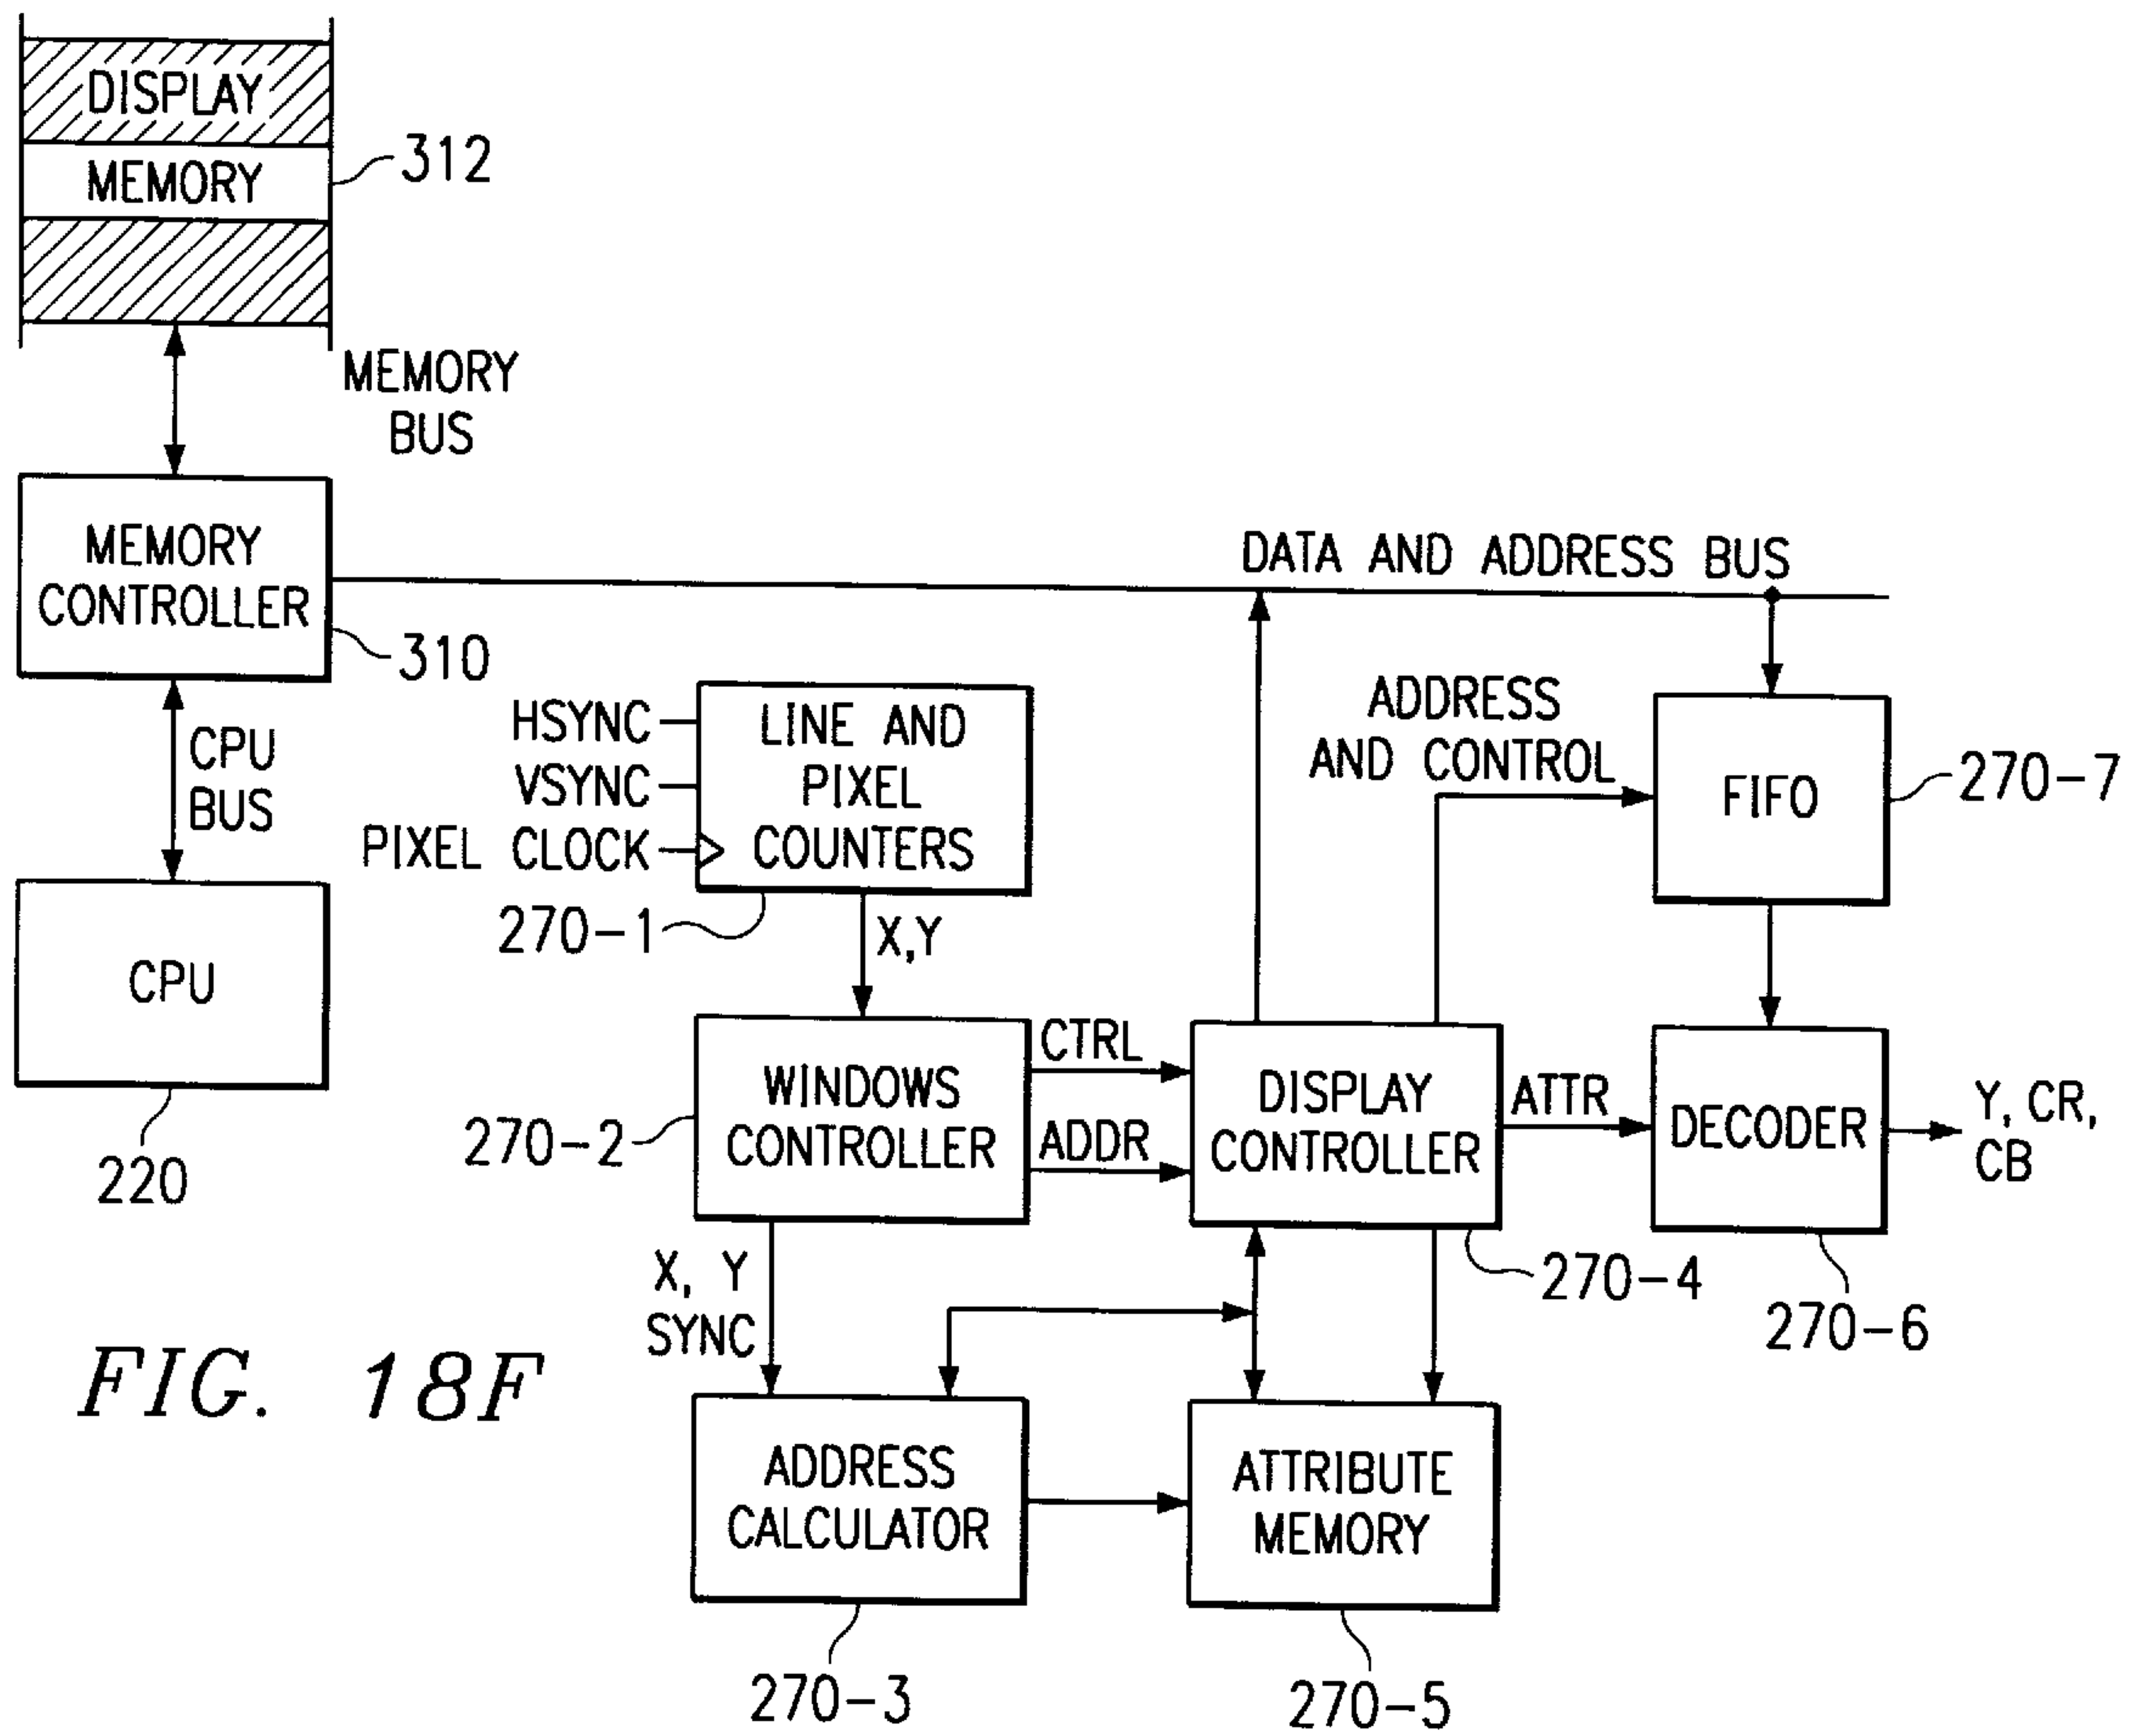 DISPLAY
MEMORY
312
MEMORY
BUS
MEMORY
CONTROLLER
310
DATA AND ADDRESS BUS
CPU
BUS
HSYNC
VSYNC
PIXEL CLOCK
LINE AND
PIXEL
COUNTERS
270-1
X,Y
ADDRESS
AND CONTROL
FIFO
270-7
CPU
220
WINDOWS
CONTROLLER
270-2
CTRL
ADDR
DISPLAY
CONTROLLER
270-4
ATTR
DECODER
270-6
Y, CR,
CB
X, Y
SYNC
ADDRESS
CALCULATOR
270-3
ATTRIBUTE
MEMORY
270-5
FIG. 18F